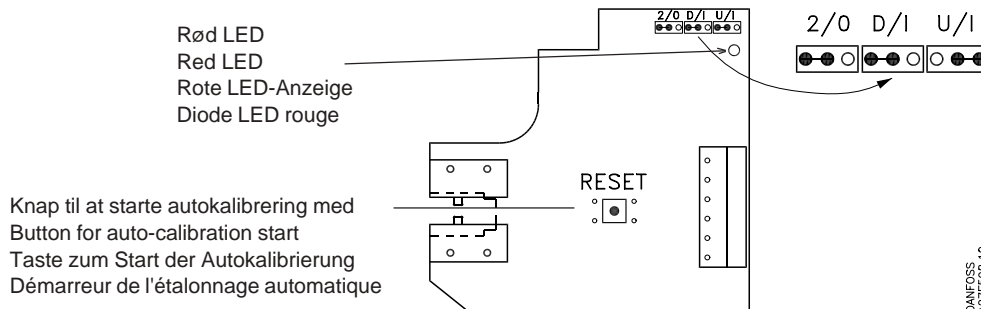 Rød LED
Red LED
Rote LED-Anzeige
Diode LED rouge
2/0 D/I U/I
2/0 D/I U/I
RESET
Knap til at starte autokalibrering med
Button for auto-calibration start
Taste zum Start der Autokalibrierung
Démarreur de l'étalonnage automatique
DANFOSS